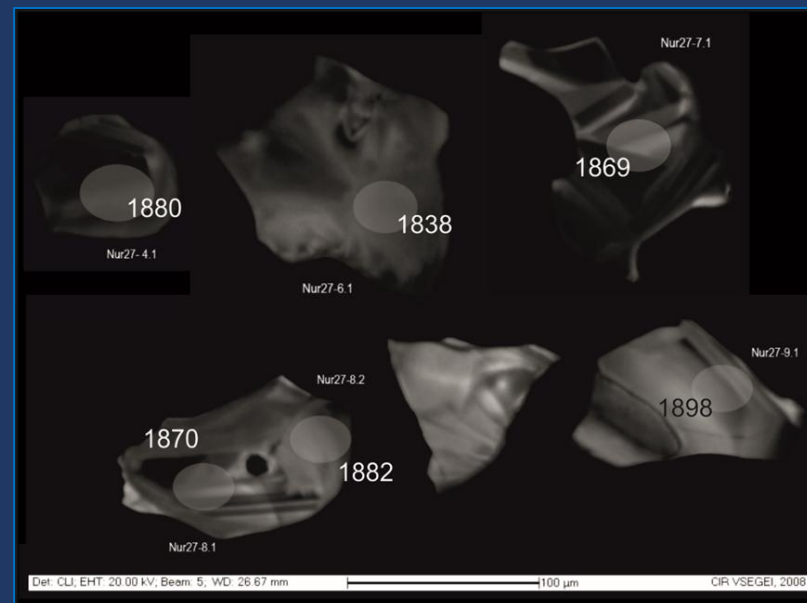 Nur27-7.1
1869
1880
Nur27- 4.1
1838
Nur27-6.1
Nur27-8.2
1870
1882
Nur27-8.1
Nur27-9.1
1898
Det: CLI; EHT: 20.00 kV; Beam: 5; WD: 26.67 mm 100 µm CIR VSEGEI, 2008